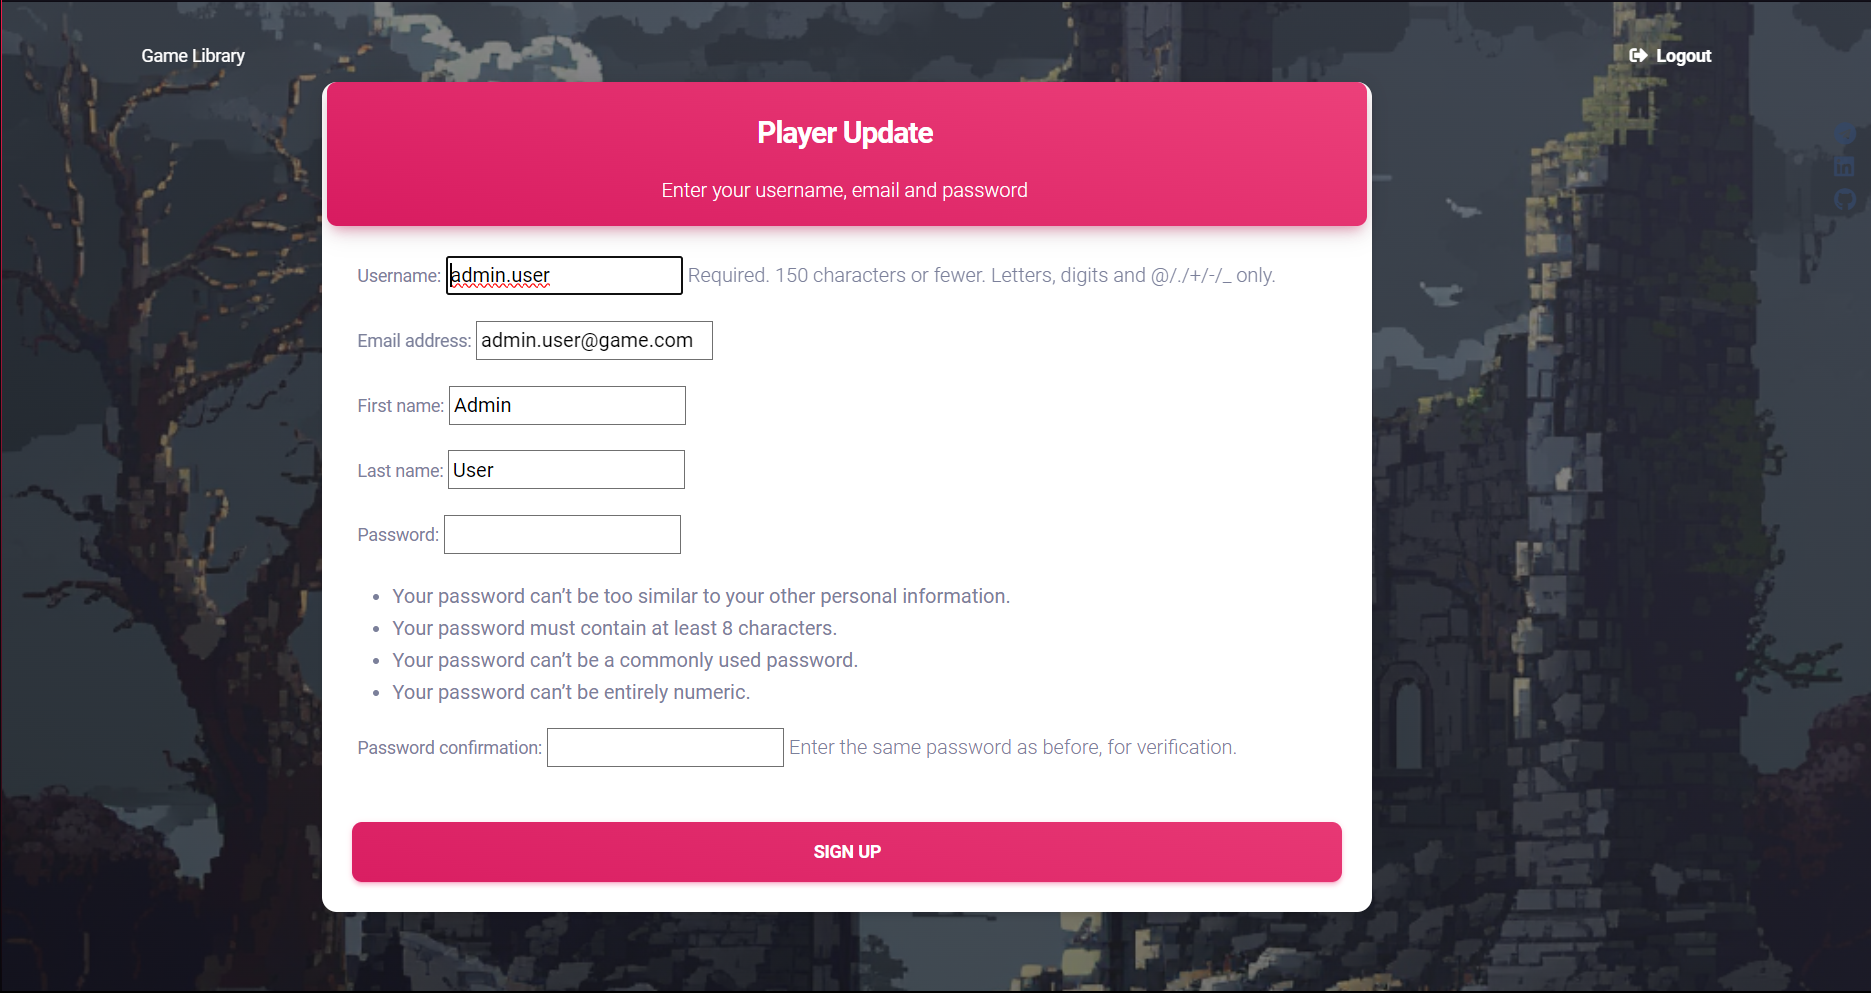 Game Library
Logout
Player Update
Enter your username, email and password
Username: admin.user Required. 150 characters or fewer. Letters, digits and @/./+/-/_ only.
Email address: admin.user@game.com
First name: Admin
Last name: User
Password:
• Your password can’t be too similar to your other personal information.
• Your password must contain at least 8 characters.
• Your password can’t be a commonly used password.
• Your password can’t be entirely numeric.
Password confirmation: Enter the same password as before, for verification.
SIGN UP